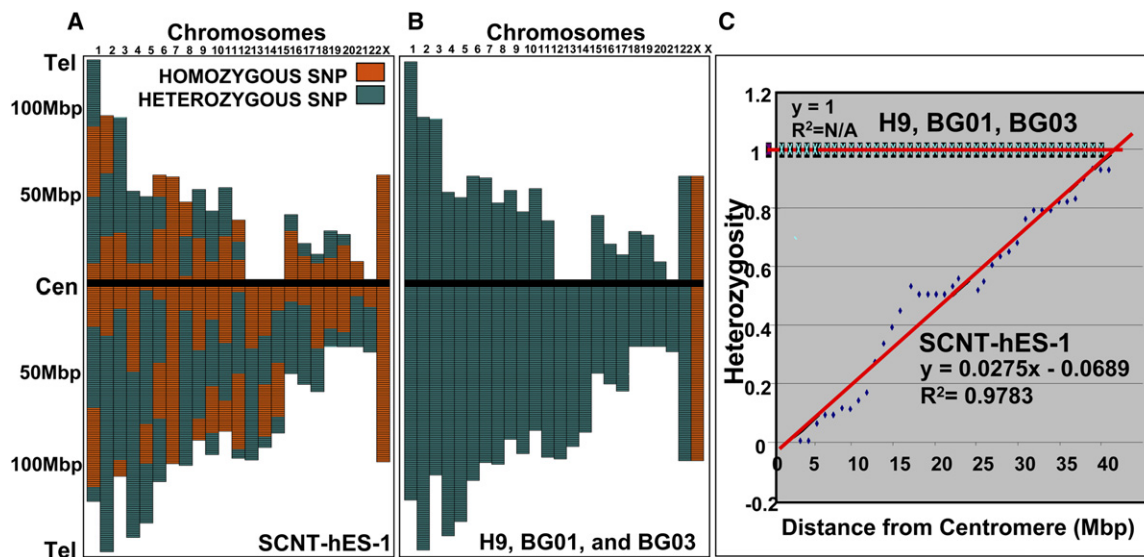 A
Chromosomes
1 2 3 4 5 6 7 8 9 10 11 12 13 14 15 16 17 18 19 20 21 22 X
Tel
HOMOZYGOUS SNP
HETEROZYGOUS SNP
100Mbp
50Mbp
Cen
50Mbp
100Mbp
Tel
SCNT-hES-1
B
Chromosomes
1 2 3 4 5 6 7 8 9 10 11 12 13 14 15 16 17 18 19 20 21 22 X X
H9, BG01, and BG03
C
1.2
y = 1
R²=N/A
H9, BG01, BG03
1
0.8
0.6
0.4
0.2
0
-0.2
Heterozygosity
SCNT-hES-1
y = 0.0275x - 0.0689
R²= 0.9783
0 5 10 15 20 25 30 35 40
Distance from Centromere (Mbp)